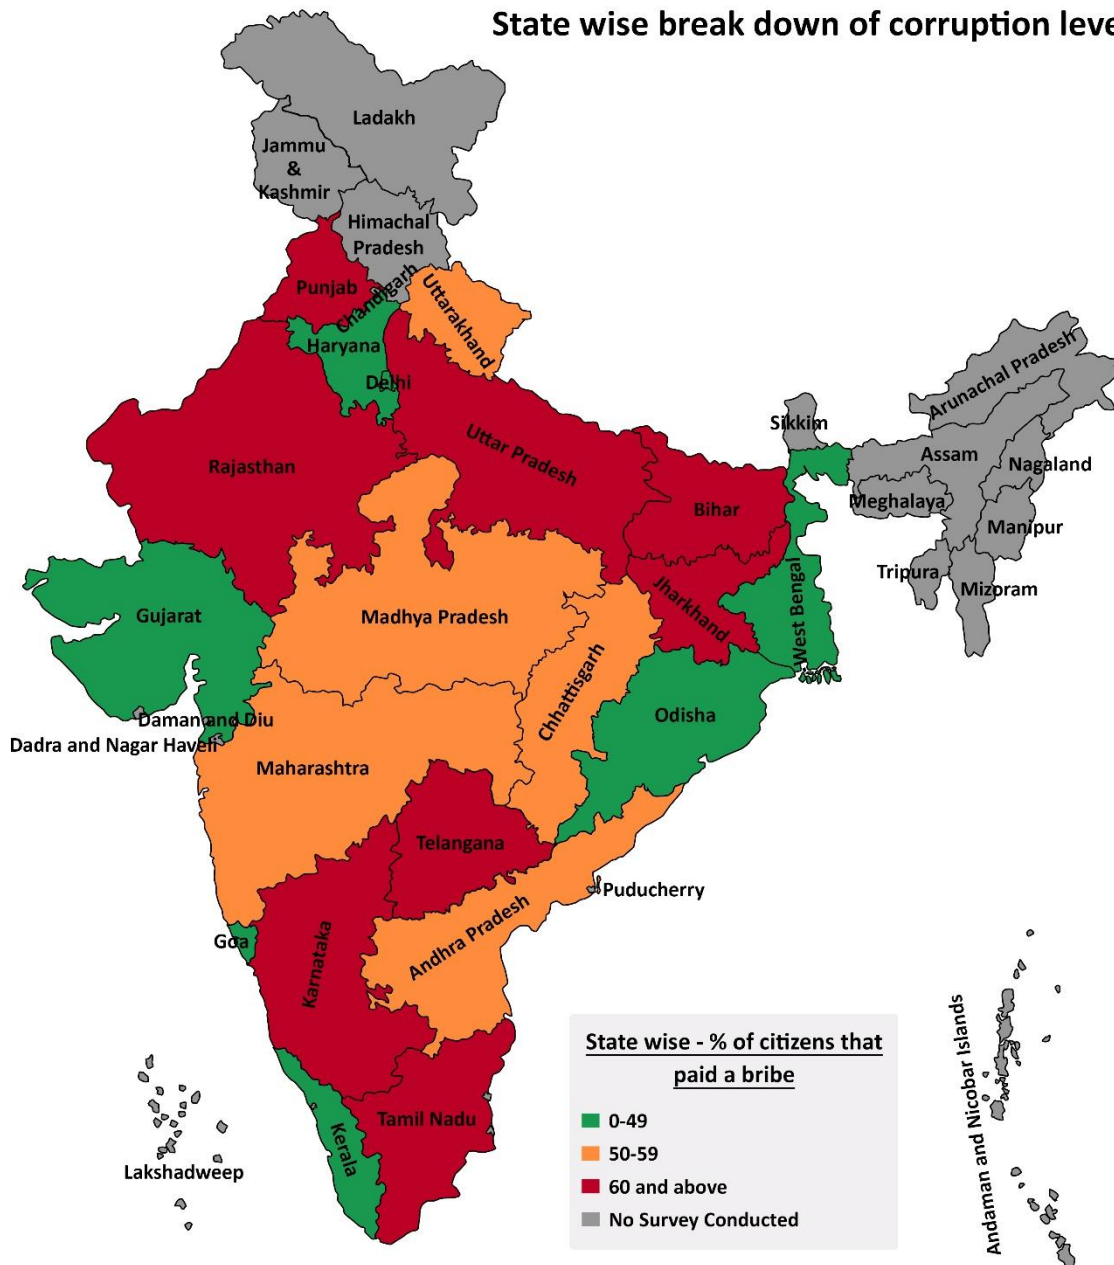 State wise break down of corruption leve
Ladakh
Jammu
&
Kashmir
Himachal
Pradesh
Punjab
Chandigarh
Uttarakhand
Haryana
Delhi
Arunachal Pradesh
Sikkim
Rajasthan
Uttar Pradesh
Assam
Nagaland
Meghalaya
Bihar
Manipur
Tripura
Mizoram
Jharkhand
West Bengal
Gujarat
Madhya Pradesh
Chhattisgarh
Odisha
Daman and Diu
Dadra and Nagar Haveli
Maharashtra
Telangana
Puducherry
Andhra Pradesh
Goa
Karnataka
Andaman and Nicobar Islands
Tamil Nadu
Kerala
Lakshadweep
State wise - % of citizens that
paid a bribe
0-49
50-59
60 and above
No Survey Conducted